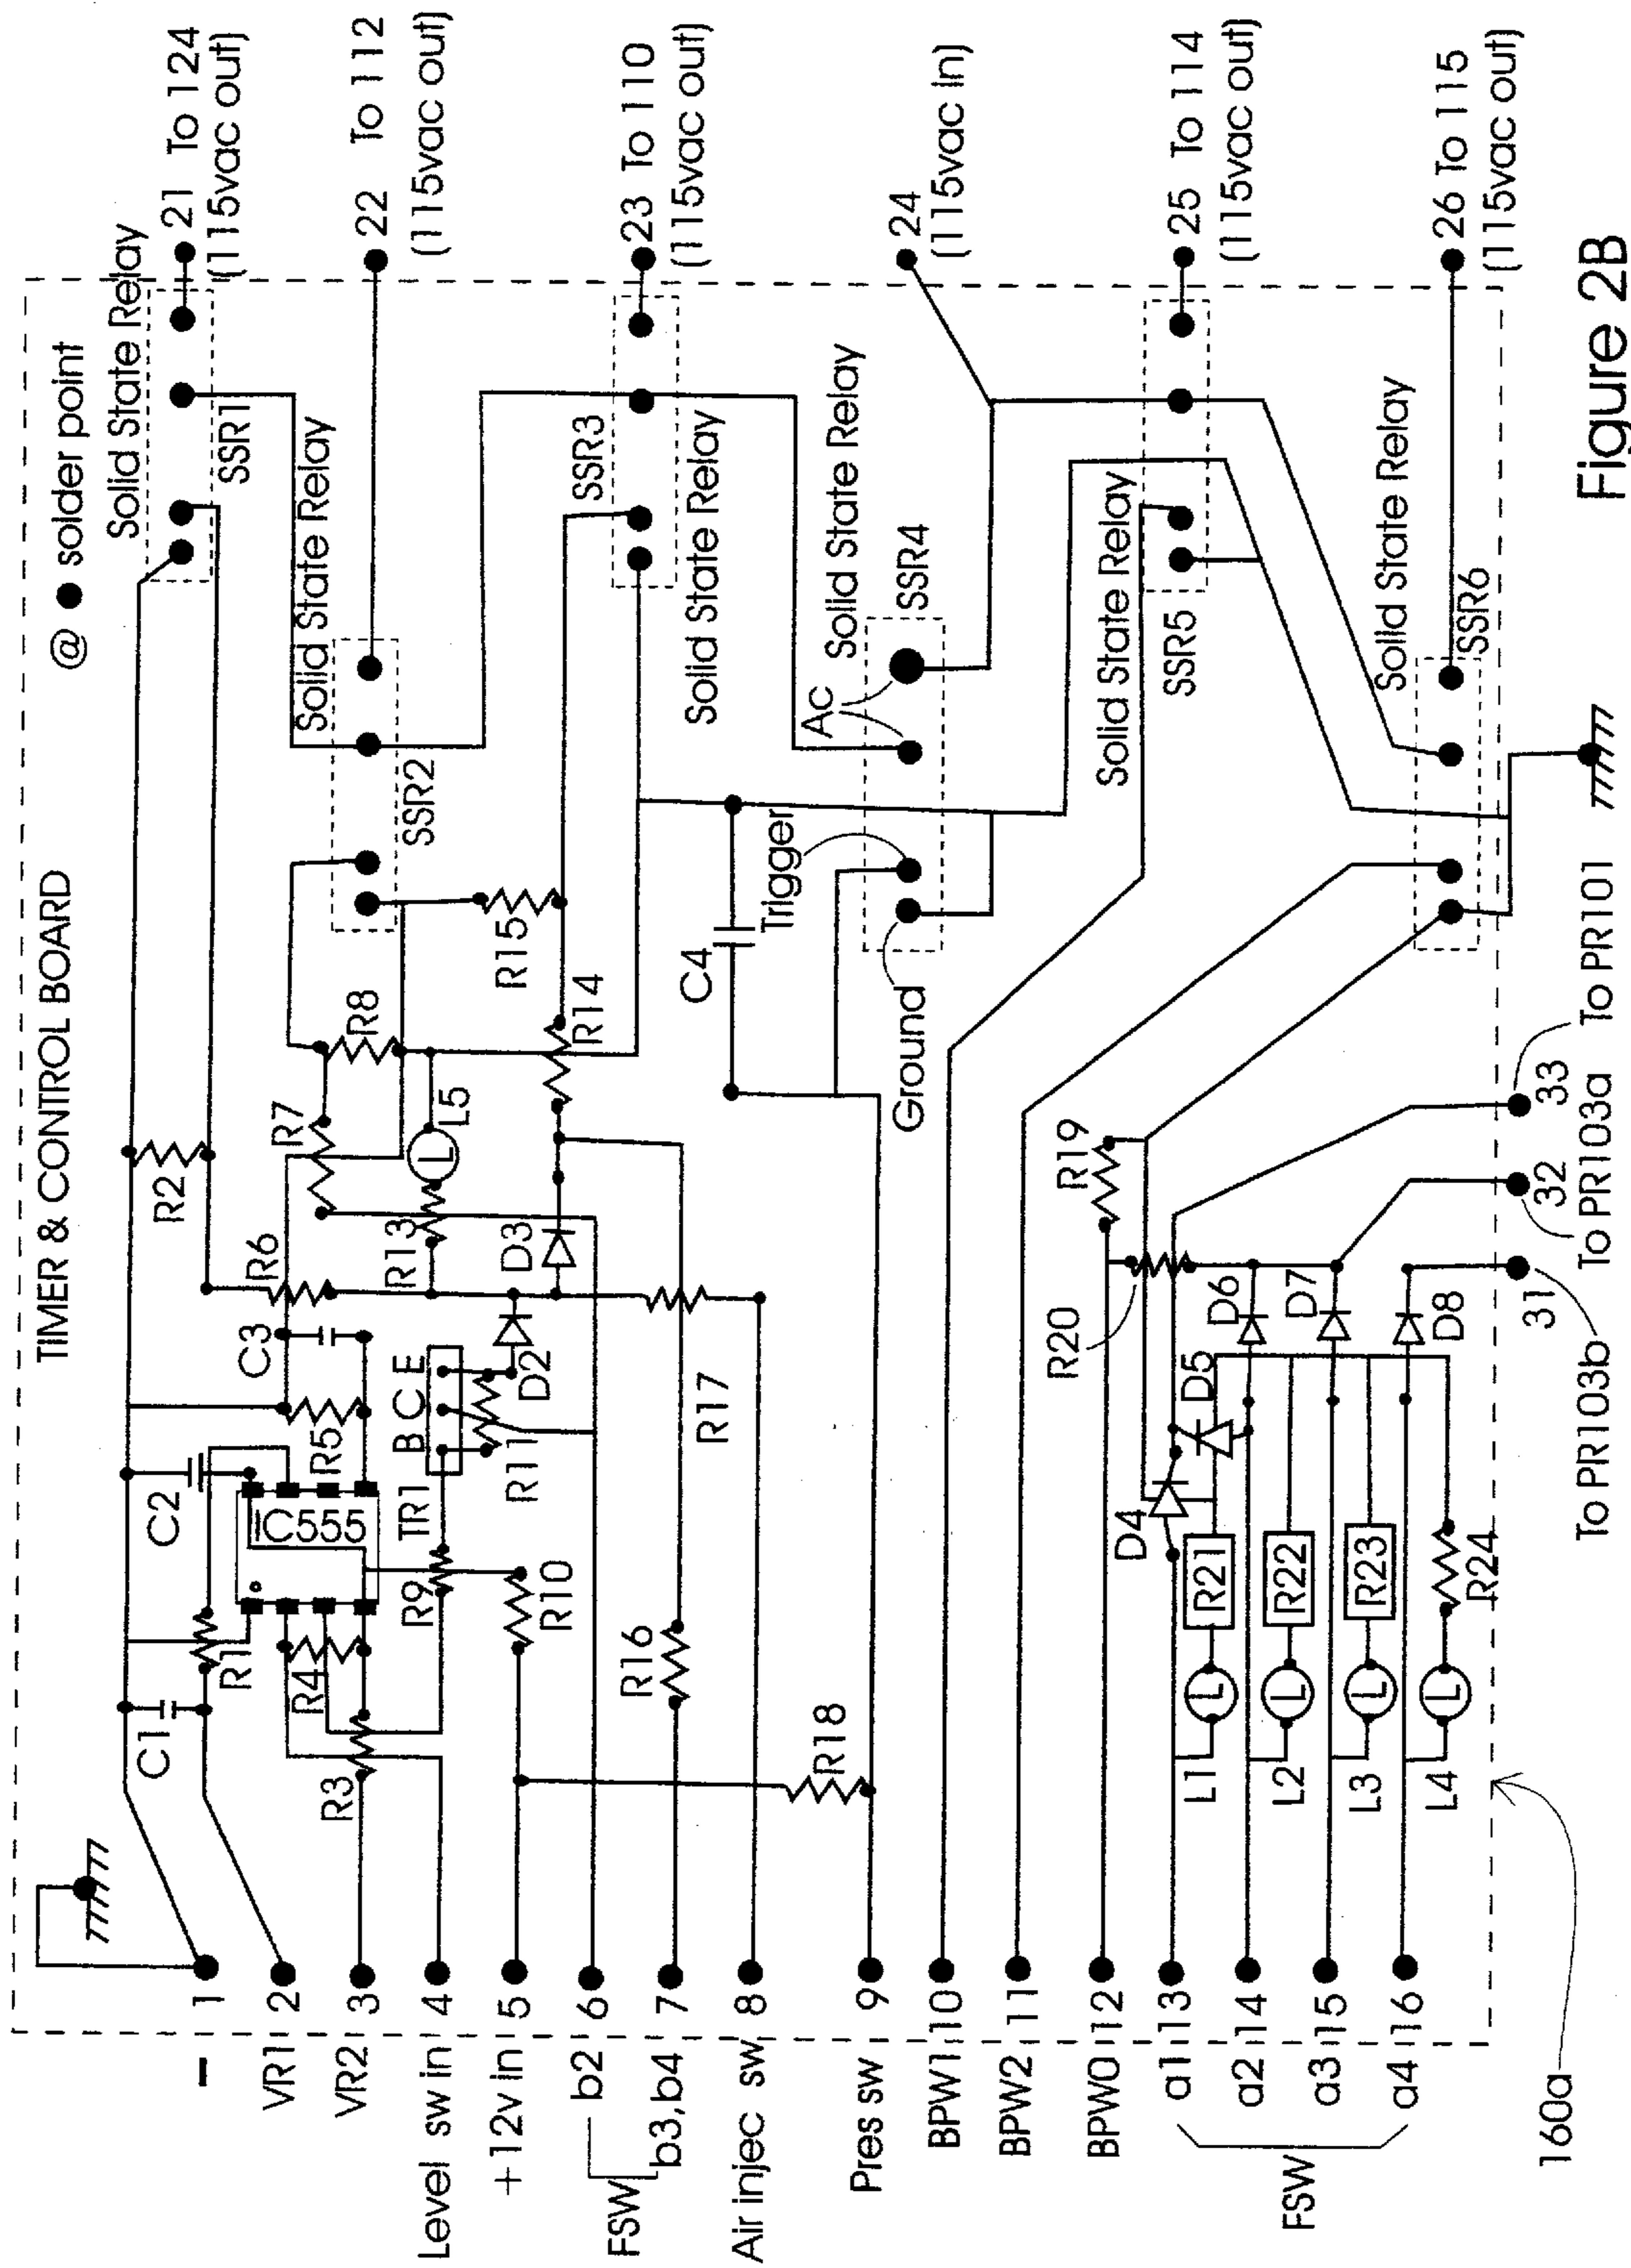 TIMER & CONTROL BOARD
@ ● solder point
Solid State Relay
SSR1
21 To 124
(115vac out)
Solid State Relay
SSR2
22 To 112
(115vac out)
SSR3
Solid State Relay
23 To 110
(115vac out)
Solid State Relay
SSR4
Ac
Trigger
Ground
24
(115vac in)
Solid State Relay
SSR5
25 To 114
(115vac out)
Solid State Relay
SSR6
26 To 115
(115vac out)
C1
C2
C3
C4
R1
R2
R3
R4
R5
R6
R7
R8
R9
R10
R11
R13
R14
R15
R16
R17
R18
R19
R20
R21
R22
R23
R24
IC555
TR1
B C E
D2
D3
D4
D5
D6
D7
D8
L
L5
L
L
L
L
L1
L2
L3
L4
– 1
VR1 2
VR2 3
Level sw in 4
+12v in 5
FSW
b2 6
b3,b4 7
Air injec sw 8
Pres sw 9
BPW1 10
BPW2 11
BPW0 12
FSW
a1 13
a2 14
a3 15
a4 16
160a
31
To PR103b
32
To PR103a
33
To PR101
Figure 2B